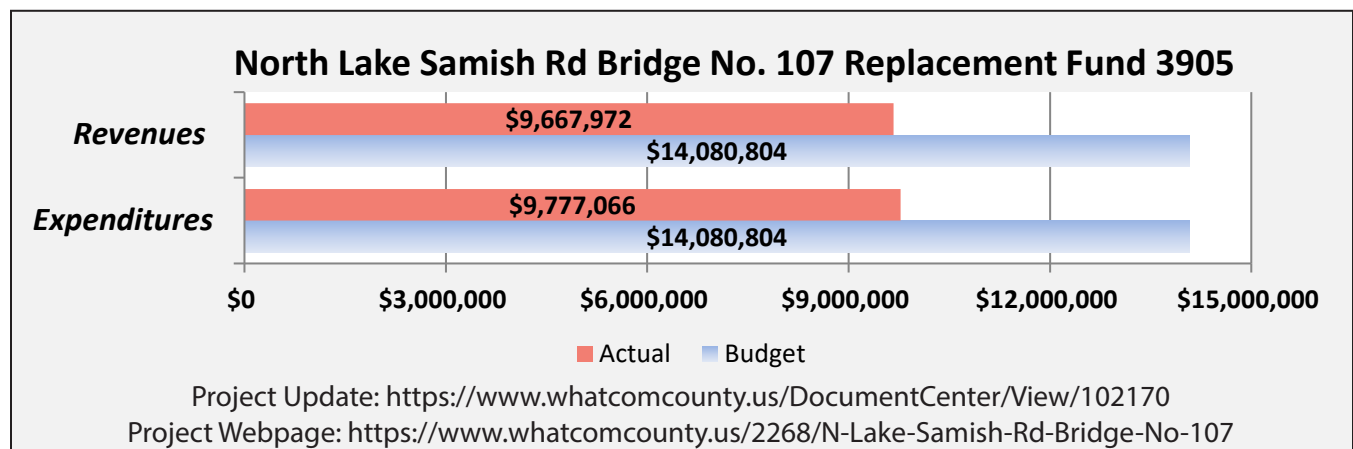 North Lake Samish Rd Bridge No. 107 Replacement Fund 3905
Revenues
$9,667,972
$14,080,804
Expenditures
$9,777,066
$14,080,804
$0 $3,000,000 $6,000,000 $9,000,000 $12,000,000 $15,000,000
Actual Budget
Project Update: https://www.whatcomcounty.us/DocumentCenter/View/102170
Project Webpage: https://www.whatcomcounty.us/2268/N-Lake-Samish-Rd-Bridge-No-107